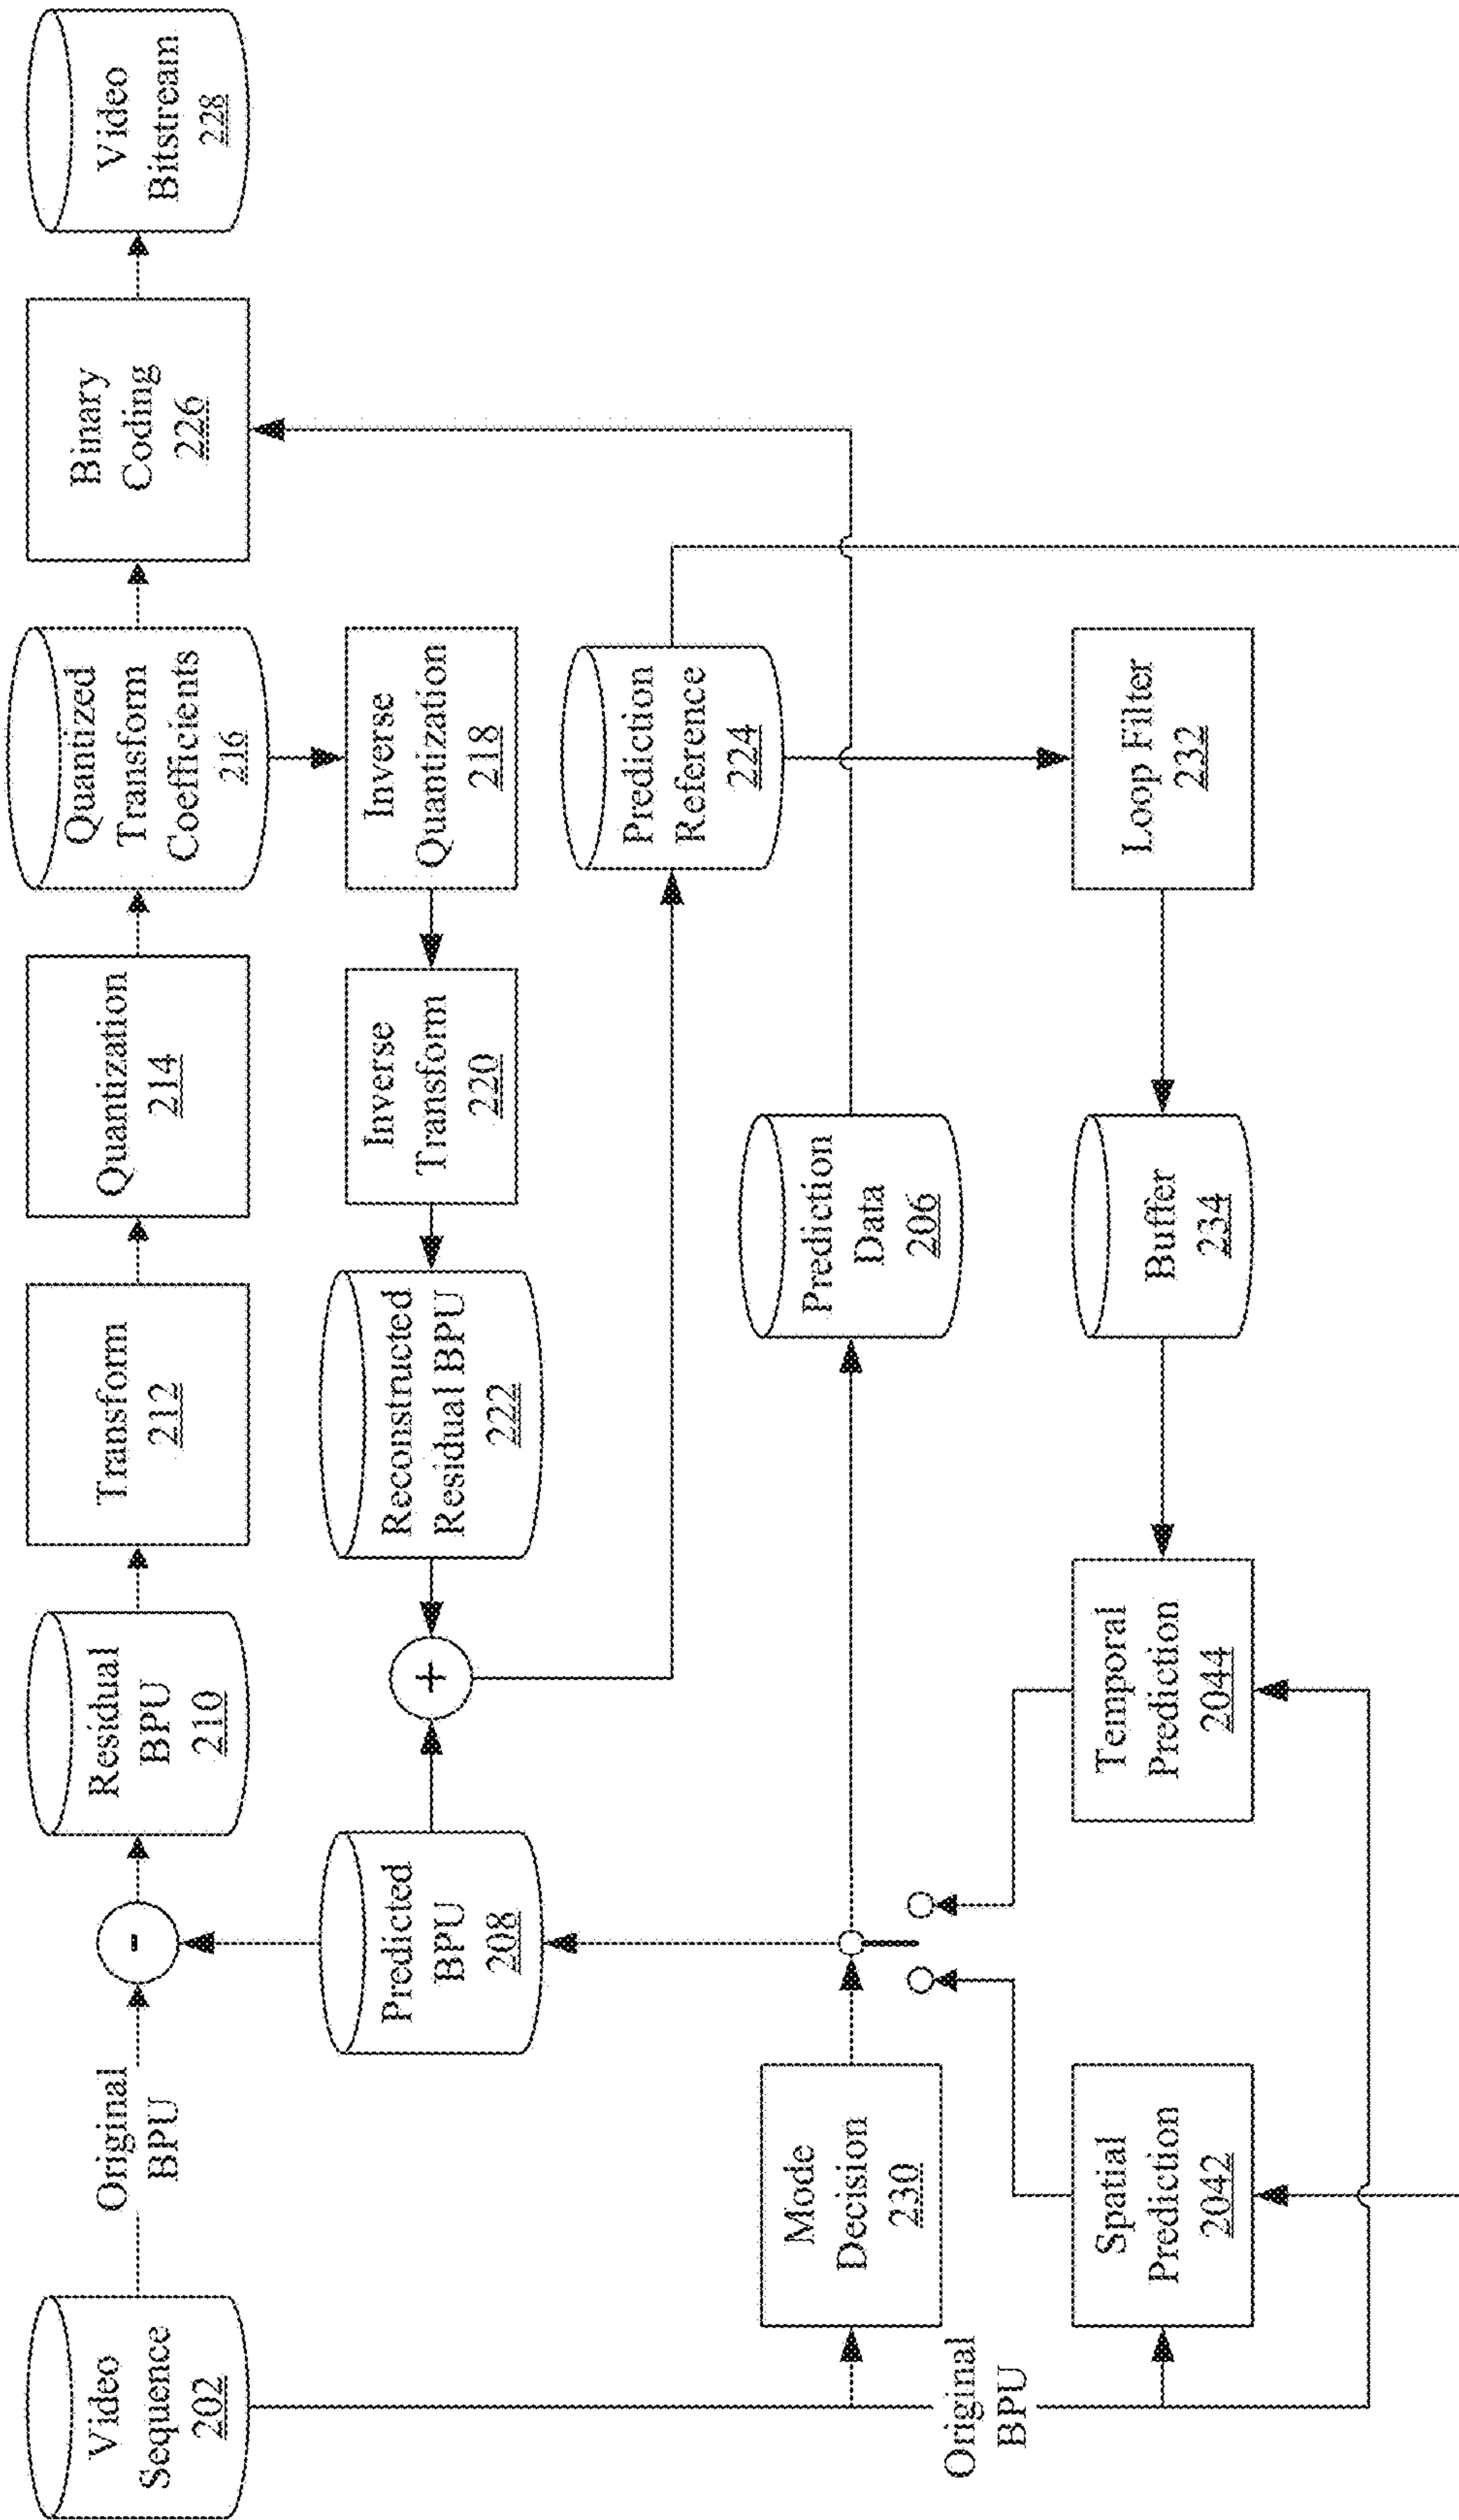 Video
Sequence
202
Original
BPU
-
Residual
BPU
210
Transform
212
Quantization
214
Quantized
Transform
Coefficients
216
Binary
Coding
226
Video
Bitstream
228
Predicted
BPU
208
+
Reconstructed
Residual BPU
222
Inverse
Transform
220
Inverse
Quantization
218
Prediction
Reference
224
Mode
Decision
230
Prediction
Data
206
Original
BPU
Spatial
Prediction
2042
Temporal
Prediction
2044
Buffer
234
Loop Filter
232